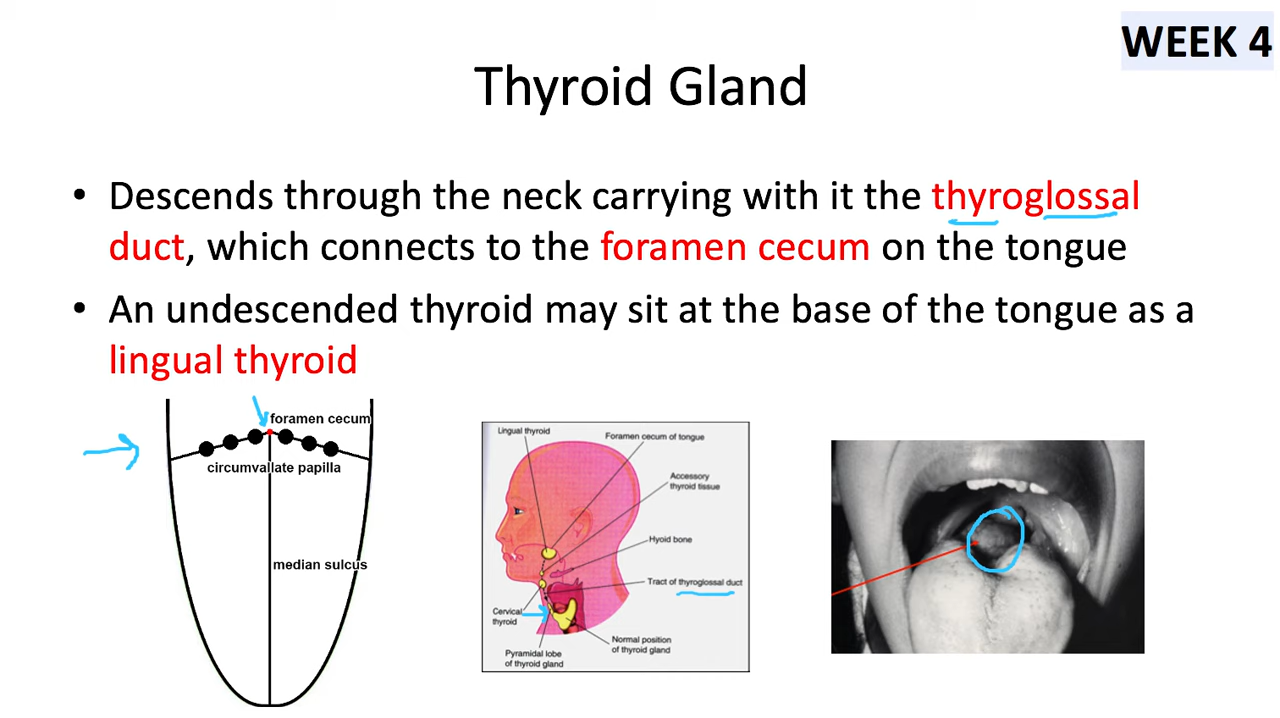 WEEK 4
Thyroid Gland
• Descends through the neck carrying with it the thyroglossal
duct, which connects to the foramen cecum on the tongue
• An undescended thyroid may sit at the base of the tongue as a
lingual thyroid
foramen cecum
circumvallate papilla
median sulcus
Lingual thyroid
Foramen cecum of tongue
Accessory
thyroid tissue
Hyoid bone
Tract of thyroglossal duct
Cervical
thyroid
Normal position
of thyroid gland
Pyramidal lobe
of thyroid gland